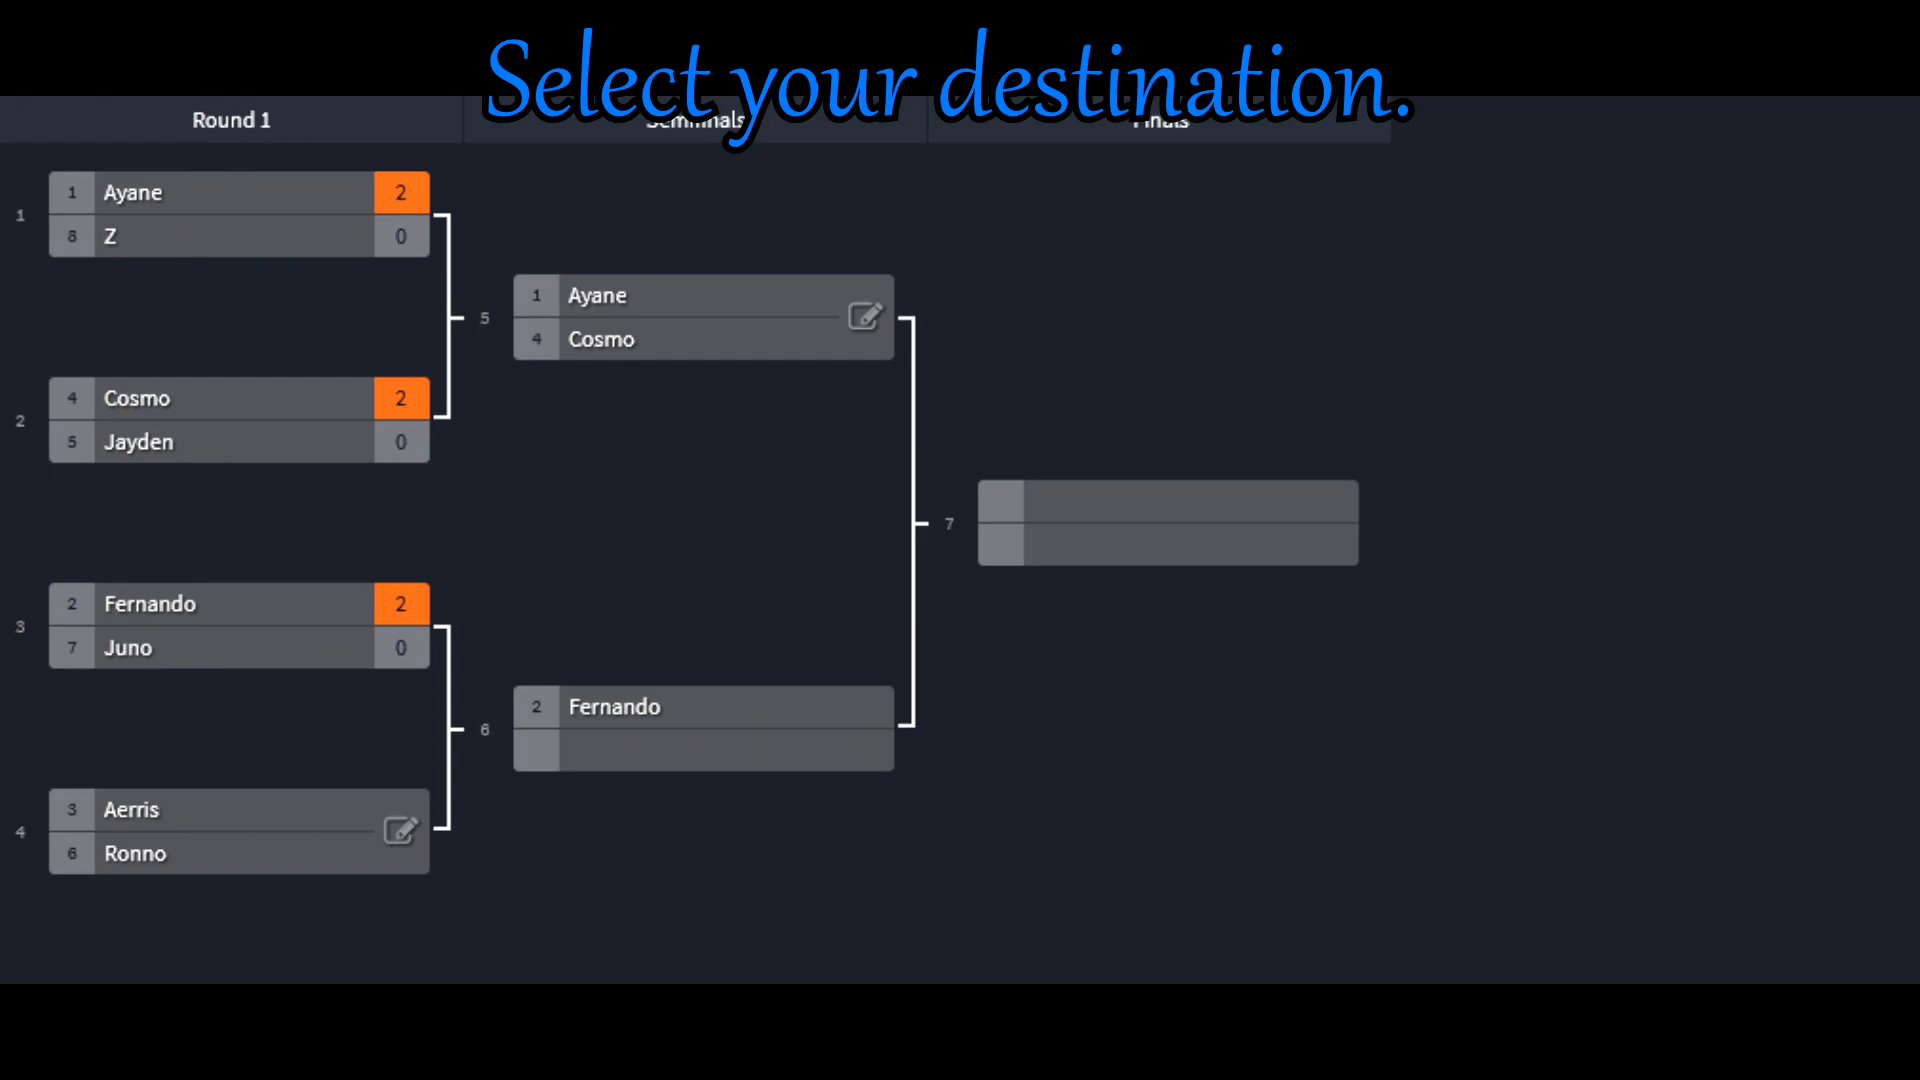 Select your destination.
Round 1
Semifinals
Finals
1
1 Ayane 2
8 Z 0
2
4 Cosmo 2
5 Jayden 0
3
2 Fernando 2
7 Juno 0
4
3 Aerris
6 Ronno
5
1 Ayane
4 Cosmo
6
2 Fernando
7